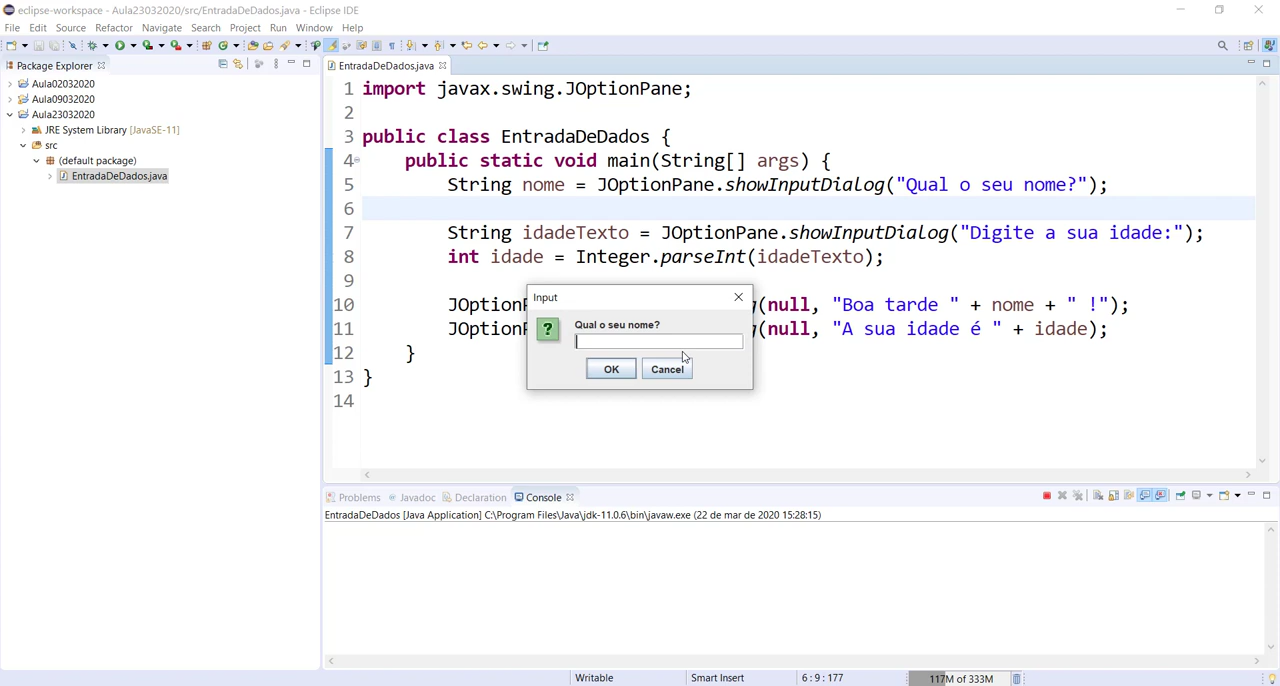 eclipse-workspace - Aula23032020/src/EntradaDeDados.java - Eclipse IDE
File Edit Source Refactor Navigate Search Project Run Window Help
Package Explorer
Aula02032020
Aula09032020
Aula23032020
JRE System Library [JavaSE-11]
src
(default package)
EntradaDeDados.java
EntradaDeDados.java
1 import javax.swing.JOptionPane;
2
3 public class EntradaDeDados {
4 public static void main(String[] args) {
5 String nome = JOptionPane.showInputDialog("Qual o seu nome?");
6
7 String idadeTexto = JOptionPane.showInputDialog("Digite a sua idade:");
8 int idade = Integer.parseInt(idadeTexto);
9
10 JOption (null, "Boa tarde " + nome + " !");
11 JOption (null, "A sua idade é " + idade);
12 }
13 }
14
Input
Qual o seu nome?
OK Cancel
Problems Javadoc Declaration Console
EntradaDeDados [Java Application] C:\Program Files\Java\jdk-11.0.6\bin\javaw.exe (22 de mar de 2020 15:28:15)
Writable Smart Insert 6:9:177 117M of 333M